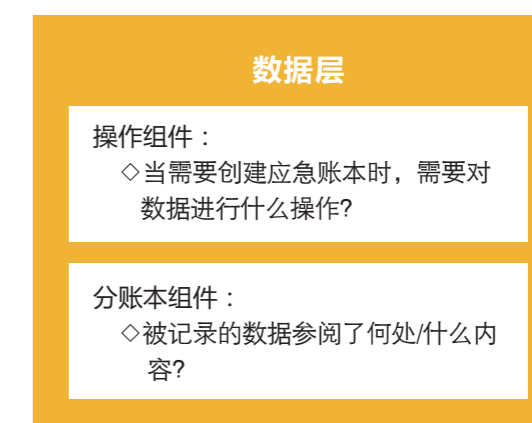 数据层
操作组件：
◇当需要创建应急账本时，需要对
数据进行什么操作?
分账本组件：
◇被记录的数据参阅了何处/什么内
容?